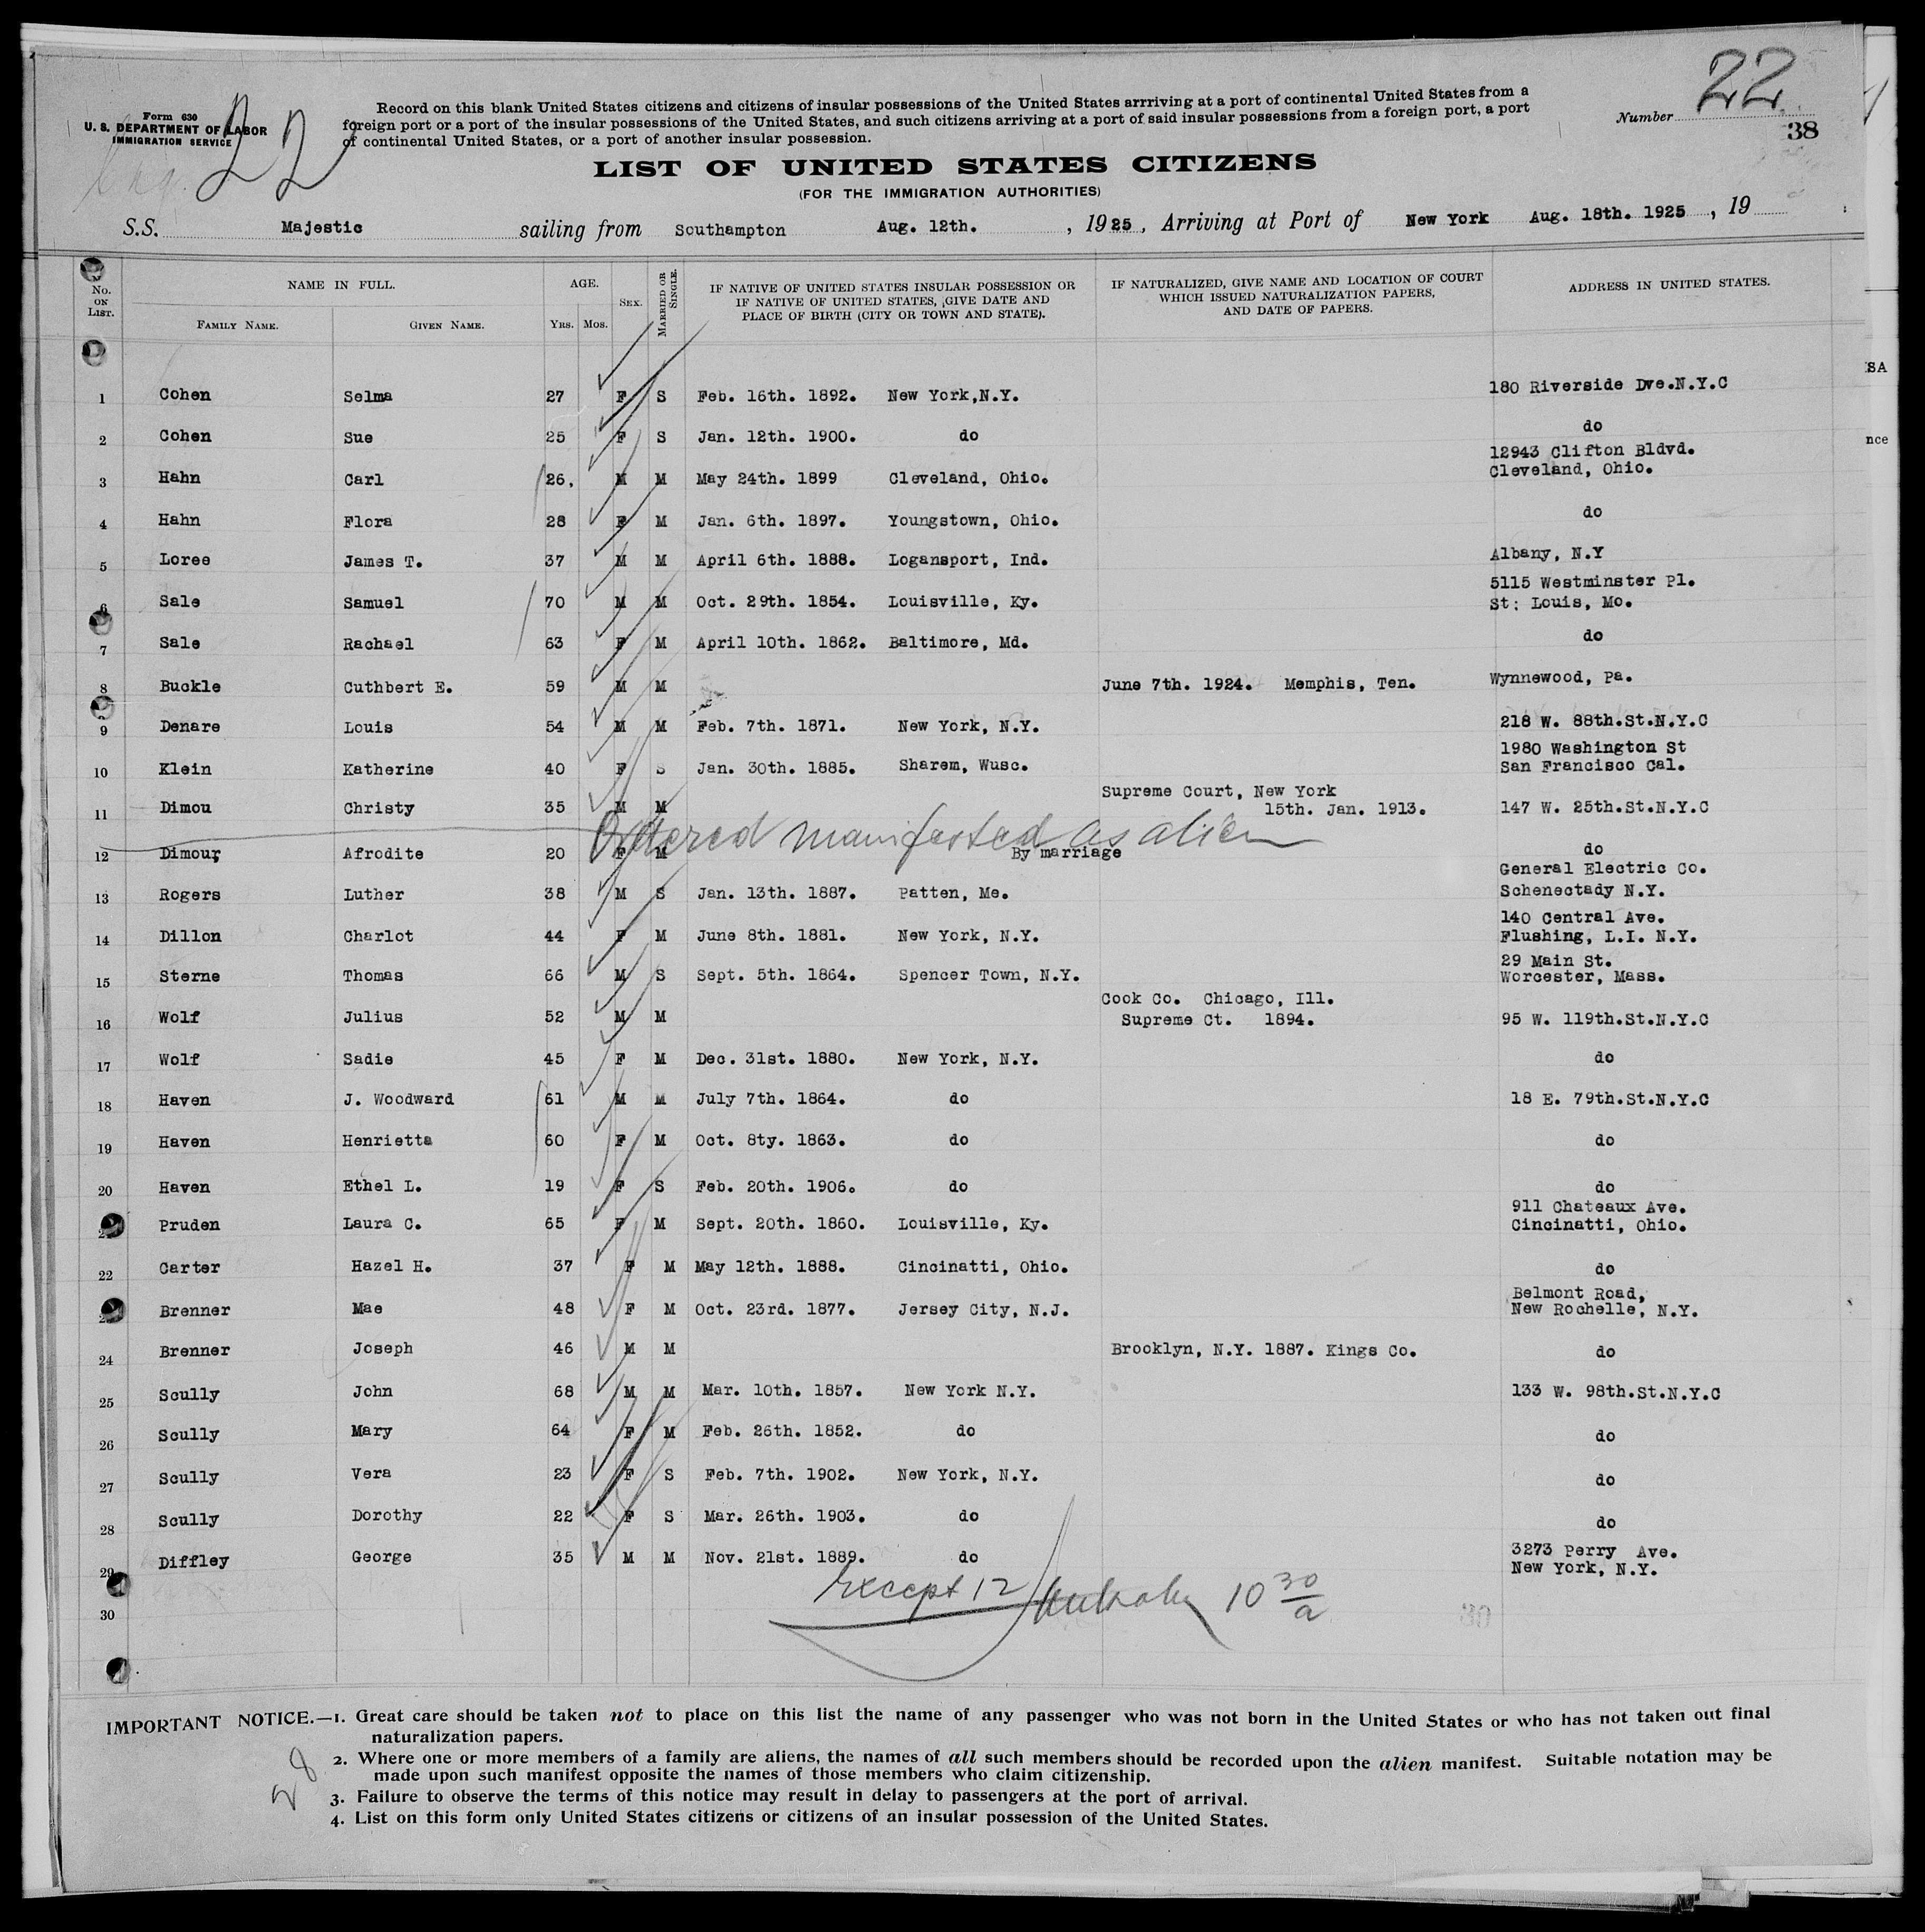 22
Form 630
U. S. DEPARTMENT OF LABOR
IMMIGRATION SERVICE
22
Record on this blank United States citizens and citizens of insular possessions of the United States arrriving at a port of continental United States from a
foreign port or a port of the insular possessions of the United States, and such citizens arriving at a port of said insular possessions from a foreign port, a port
of continental United States, or a port of another insular possession.
Number
38
LIST OF UNITED STATES CITIZENS
(FOR THE IMMIGRATION AUTHORITIES)
S.S. Majestic sailing from Southampton Aug. 12th. , 1925, Arriving at Port of New York Aug. 18th. 1925 , 19
No. ON LIST. NAME IN FULL. AGE. SEX. MARRIED OR SINGLE. IF NATIVE OF UNITED STATES INSULAR POSSESSION OR IF NATIVE OF UNITED STATES, GIVE DATE AND PLACE OF BIRTH (CITY OR TOWN AND STATE). IF NATURALIZED, GIVE NAME AND LOCATION OF COURT WHICH ISSUED NATURALIZATION PAPERS, AND DATE OF PAPERS. ADDRESS IN UNITED STATES.
FAMILY NAME. GIVEN NAME. YRS. MOS.
SA
1 Cohen Selma 27 F S Feb. 16th. 1892. New York,N.Y. 180 Riverside Dve.N.Y.C
2 Cohen Sue 25 F S Jan. 12th. 1900. do do
nce
12943 Clifton Bldvd.
3 Hahn Carl 26, M M May 24th. 1899 Cleveland, Ohio. Cleveland, Ohio.
4 Hahn Flora 28 F M Jan. 6th. 1897. Youngstown, Ohio. do
5 Loree James T. 37 M M April 6th. 1888. Logansport, Ind. Albany, N.Y
5115 Westminster Pl.
6 Sale Samuel 70 M M Oct. 29th. 1854. Louisville, Ky. St: Louis, Mo.
7 Sale Rachael 63 F M April 10th. 1862. Baltimore, Md. do
8 Buckle Cuthbert E. 59 M M June 7th. 1924. Memphis, Ten. Wynnewood, Pa.
9 Denare Louis 54 M M Feb. 7th. 1871. New York, N.Y. 218 W. 88th.St.N.Y.C
1980 Washington St
10 Klein Katherine 40 F S Jan. 30th. 1885. Sharem, Wusc. San Francisco Cal.
Supreme Court, New York
11 Dimou Christy 35 M M 15th. Jan. 1913. 147 W. 25th.St.N.Y.C
Ordered manifested as alien
12 Dimour Afrodite 20 F M By marriage do
General Electric Co.
13 Rogers Luther 38 M S Jan. 13th. 1887. Patten, Me. Schenectady N.Y.
140 Central Ave.
14 Dillon Charlot 44 F M June 8th. 1881. New York, N.Y. Flushing, L.I. N.Y.
29 Main St.
15 Sterne Thomas 66 M S Sept. 5th. 1864. Spencer Town, N.Y. Worcester, Mass.
Cook Co. Chicago, Ill.
16 Wolf Julius 52 M M Supreme Ct. 1894. 95 W. 119th.St.N.Y.C
17 Wolf Sadie 45 F M Dec. 31st. 1880. New York, N.Y. do
18 Haven J. Woodward 61 M M July 7th. 1864. do 18 E. 79th.St.N.Y.C
19 Haven Henrietta 60 F M Oct. 8ty. 1863. do do
20 Haven Ethel L. 19 F S Feb. 20th. 1906. do do
911 Chateaux Ave.
Pruden Laura C. 65 F M Sept. 20th. 1860. Louisville, Ky. Cincinatti, Ohio.
22 Carter Hazel H. 37 F M May 12th. 1888. Cincinatti, Ohio. do
Belmont Road,
Brenner Mae 48 F M Oct. 23rd. 1877. Jersey City, N.J. New Rochelle, N.Y.
24 Brenner Joseph 46 M M Brooklyn, N.Y. 1887. Kings Co. do
25 Scully John 68 M M Mar. 10th. 1857. New York N.Y. 133 W. 98th.St.N.Y.C
26 Scully Mary 64 F M Feb. 26th. 1852. do do
27 Scully Vera 23 F S Feb. 7th. 1902. New York, N.Y. do
28 Scully Dorothy 22 F S Mar. 26th. 1903. do do
3273 Perry Ave.
29 Diffley George 35 M M Nov. 21st. 1889. do New York, N.Y.
Except 12 10 30/a
30
IMPORTANT NOTICE.—1. Great care should be taken not to place on this list the name of any passenger who was not born in the United States or who has not taken out final
naturalization papers.
2. Where one or more members of a family are aliens, the names of all such members should be recorded upon the alien manifest. Suitable notation may be
made upon such manifest opposite the names of those members who claim citizenship.
3. Failure to observe the terms of this notice may result in delay to passengers at the port of arrival.
4. List on this form only United States citizens or citizens of an insular possession of the United States.
28